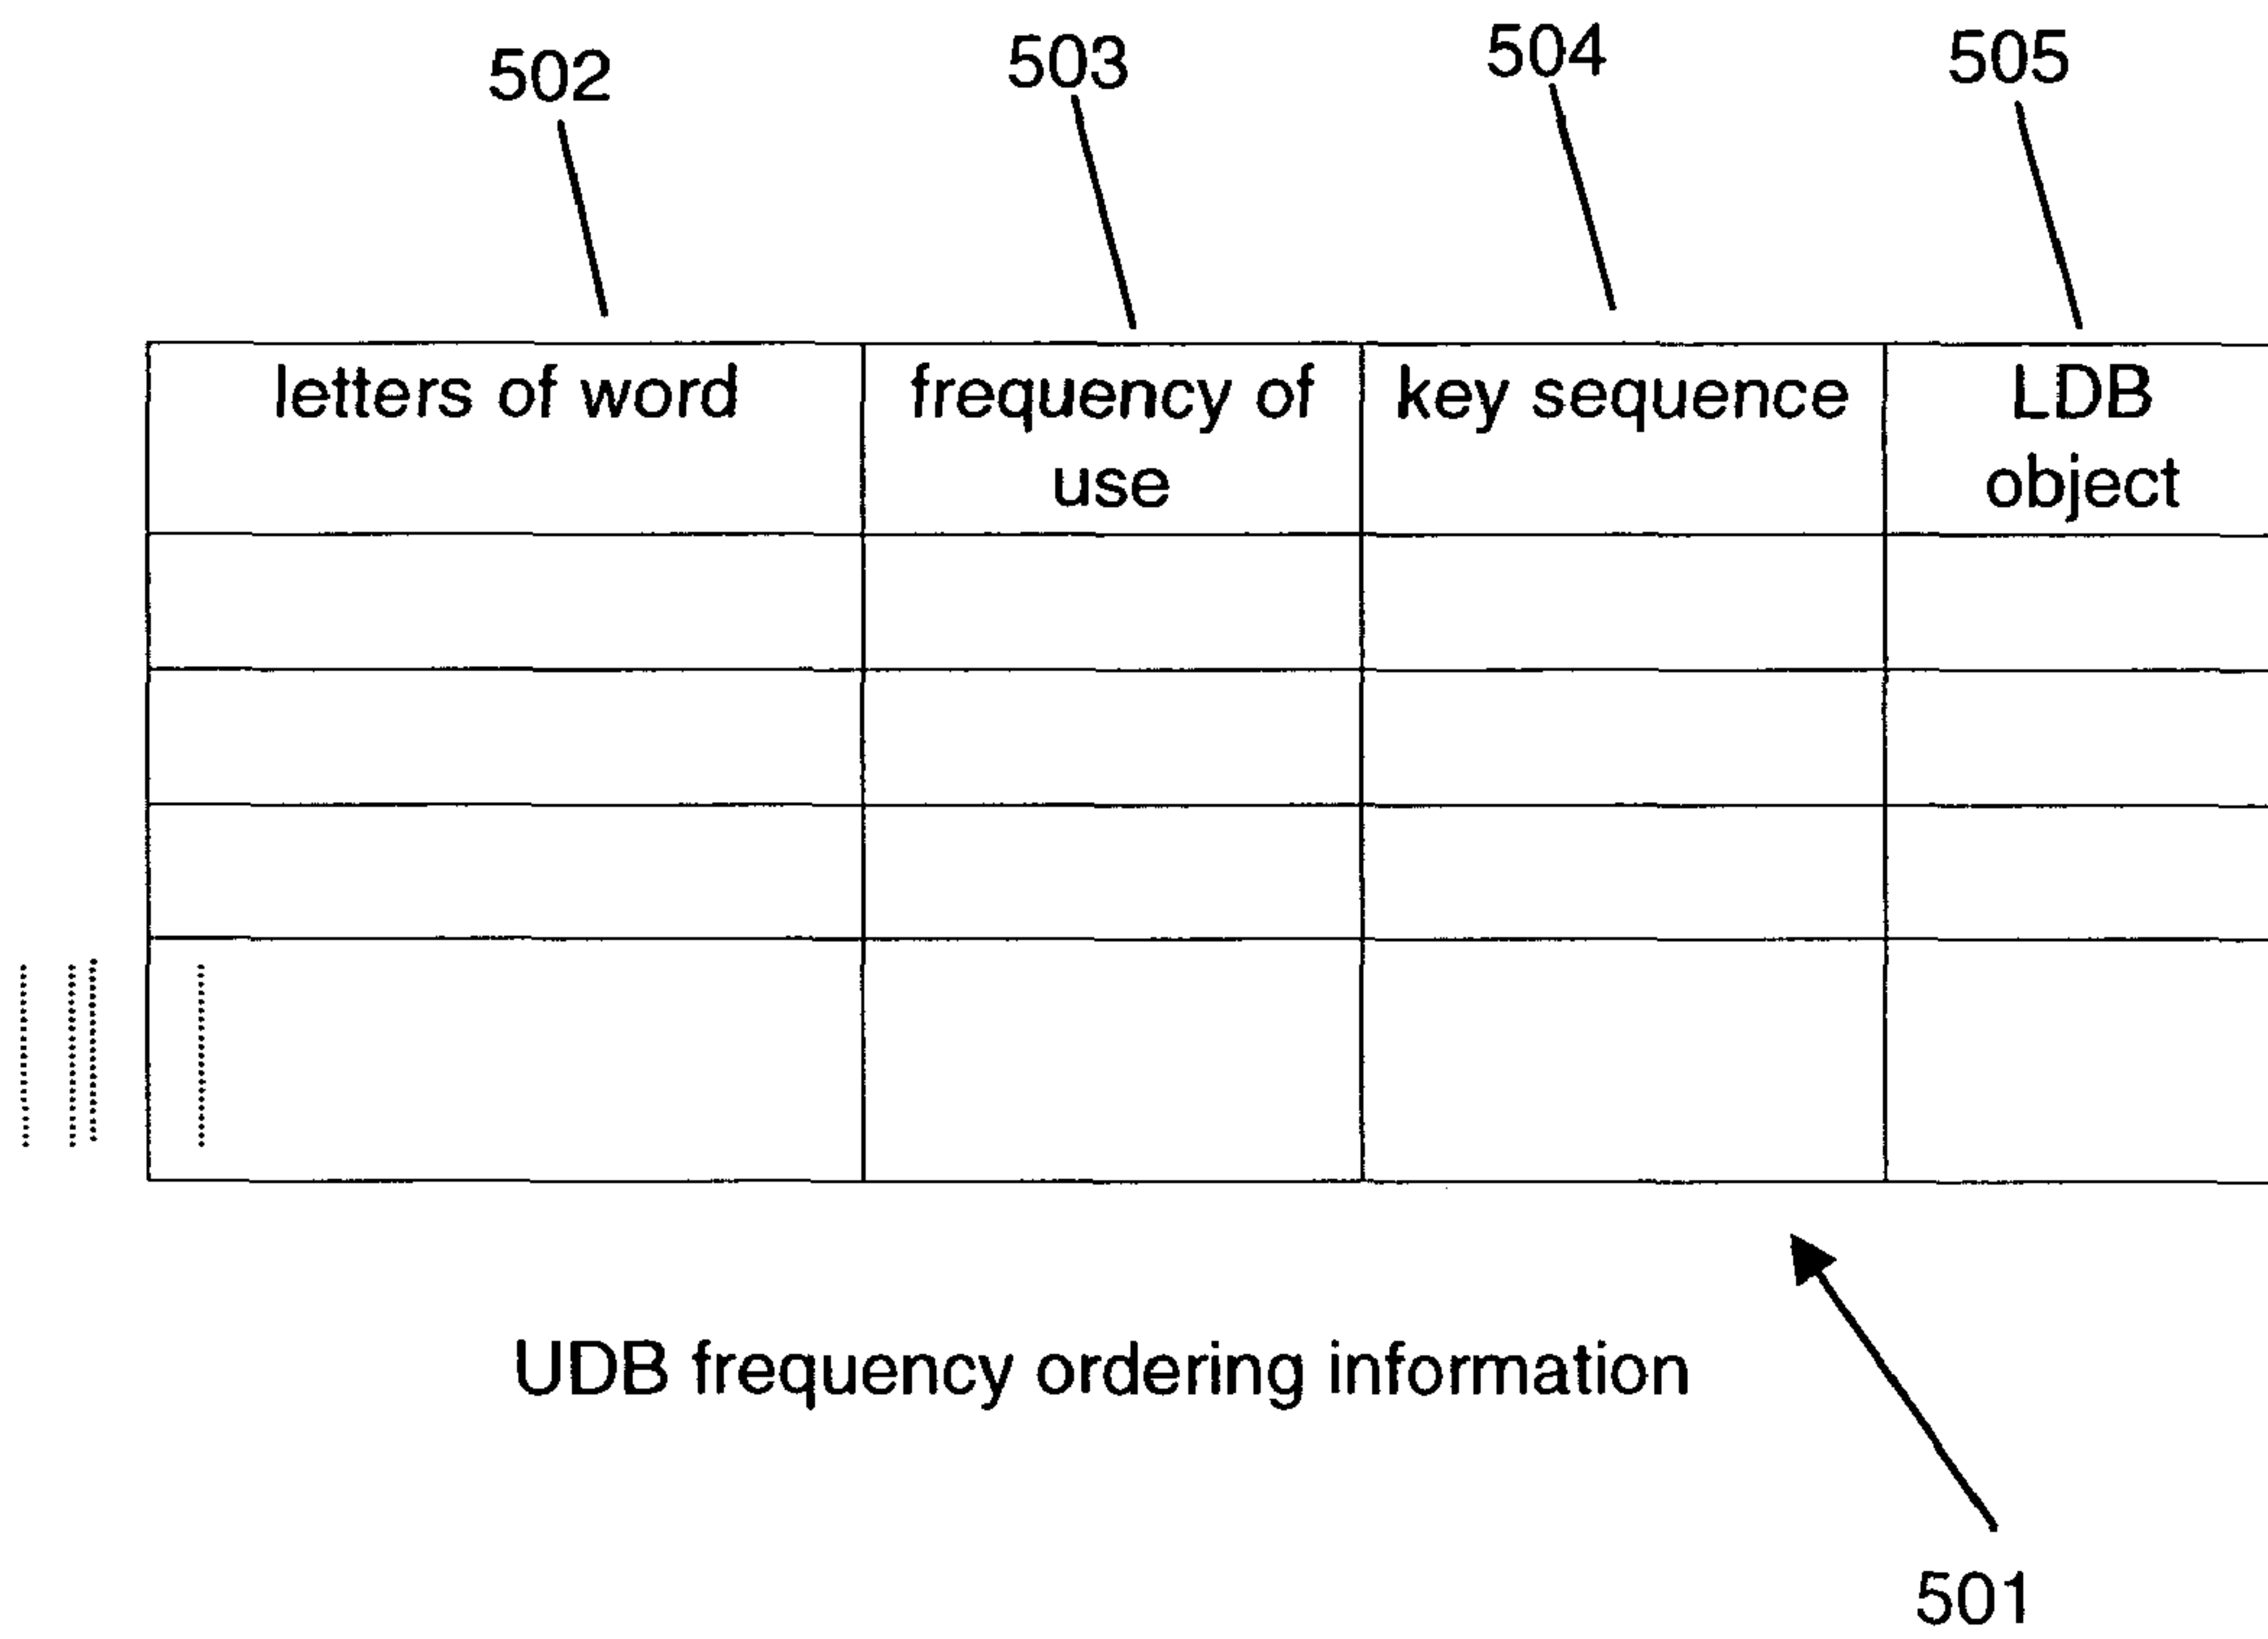 502 503 504 505
letters of word frequency of use key sequence LDB object
UDB frequency ordering information
501